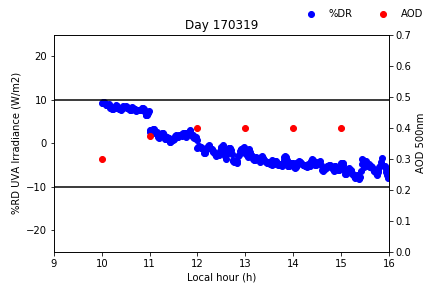 %DR AOD
Day 170319
%RD UVA Irradiance (W/m2)
20
10
0
−10
−20
0.7
0.6
0.5
0.4
0.3
0.2
0.1
0.0
AOD 500nm
9 10 11 12 13 14 15 16
Local hour (h)